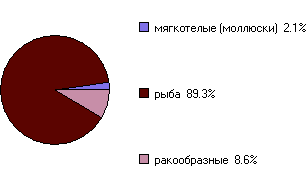 мягкотелые (моллюски) 2.1%
рыба 89.3%
ракообразные 8.6%